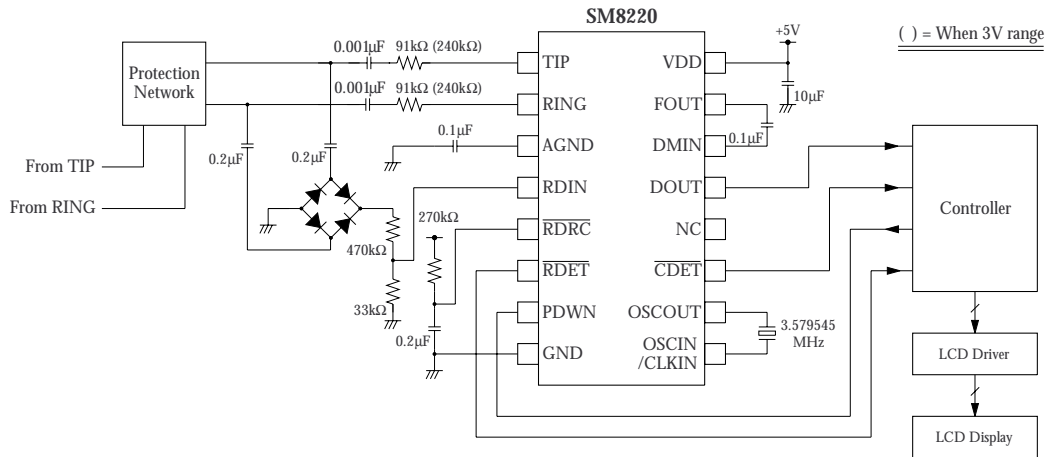 SM8220
( ) = When 3V range
+5V
0.001μF
91kΩ (240kΩ)
TIP
VDD
Protection
Network
10μF
0.001μF
91kΩ (240kΩ)
RING
FOUT
0.1μF
0.1μF
AGND
DMIN
From TIP
0.2μF
0.2μF
RDIN
DOUT
From RING
270kΩ
RDRC
NC
Controller
470kΩ
RDET
CDET
33kΩ
PDWN
OSCOUT
3.579545
MHz
0.2μF
GND
OSCIN
/CLKIN
LCD Driver
LCD Display